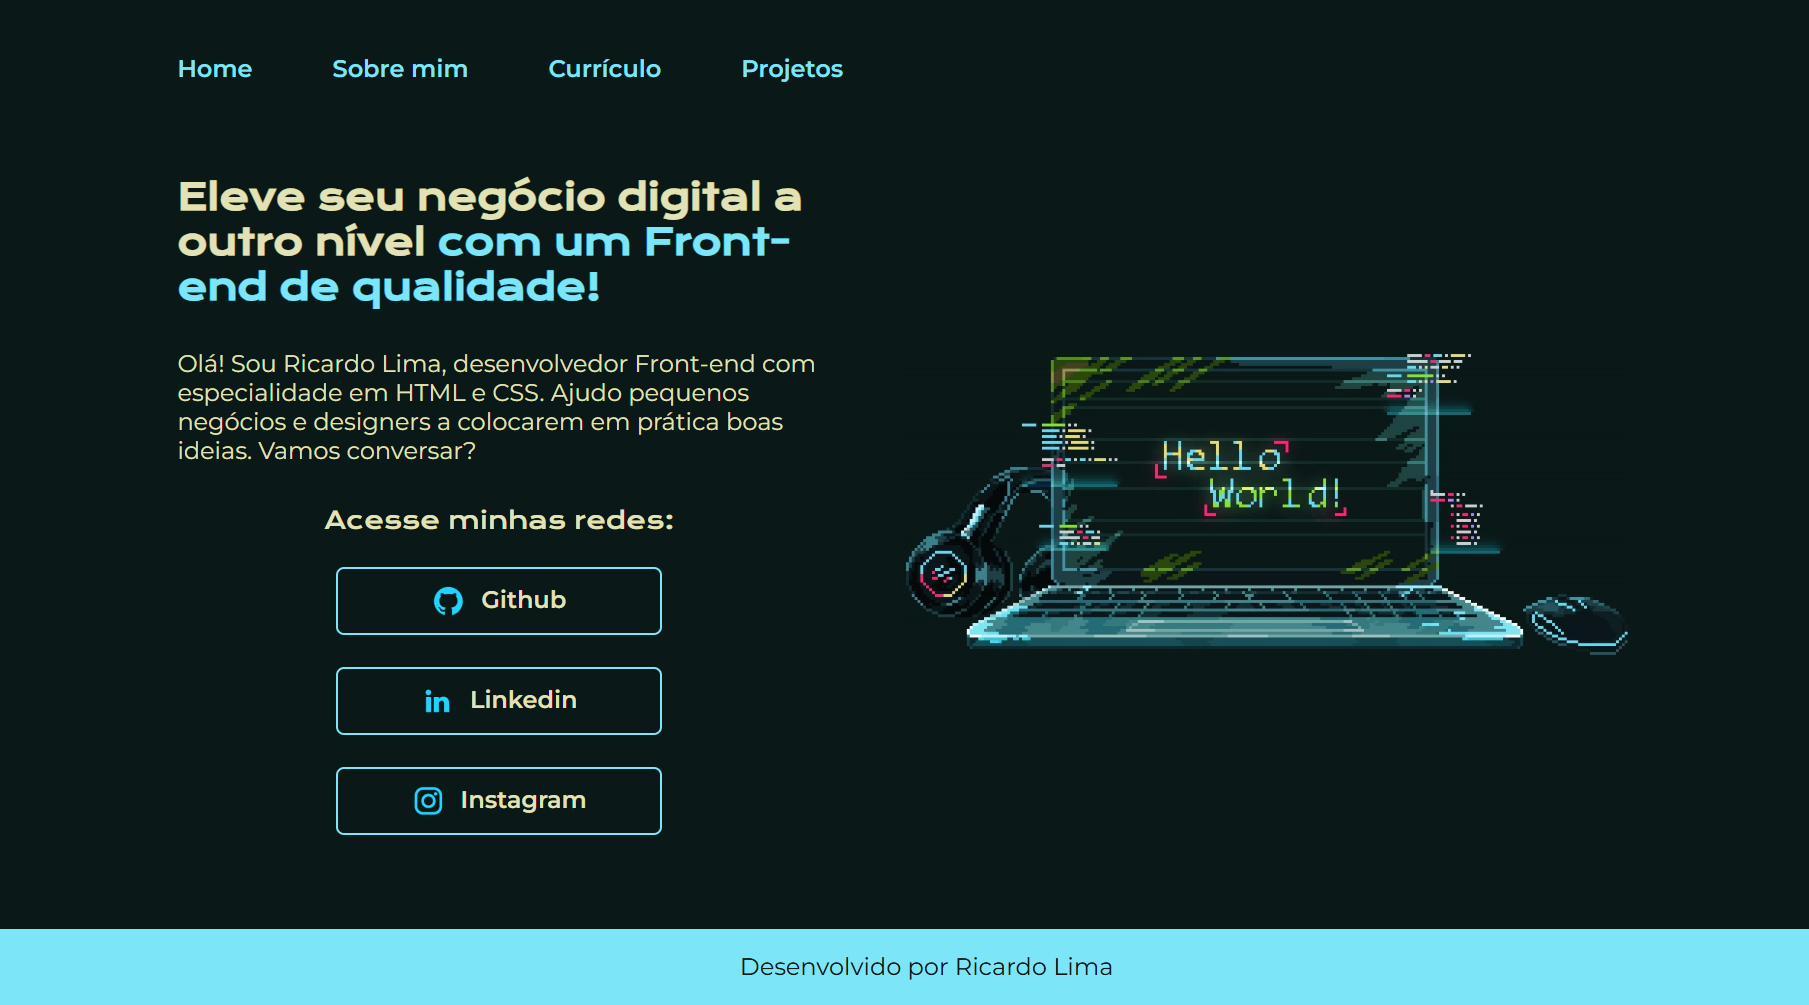 Home Sobre mim Currículo Projetos
Eleve seu negócio digital a
outro nível com um Front-
end de qualidade!
Olá! Sou Ricardo Lima, desenvolvedor Front-end com
especialidade em HTML e CSS. Ajudo pequenos
negócios e designers a colocarem em prática boas
ideias. Vamos conversar?
Acesse minhas redes:
Github
in Linkedin
Instagram
Hello
World!
Desenvolvido por Ricardo Lima